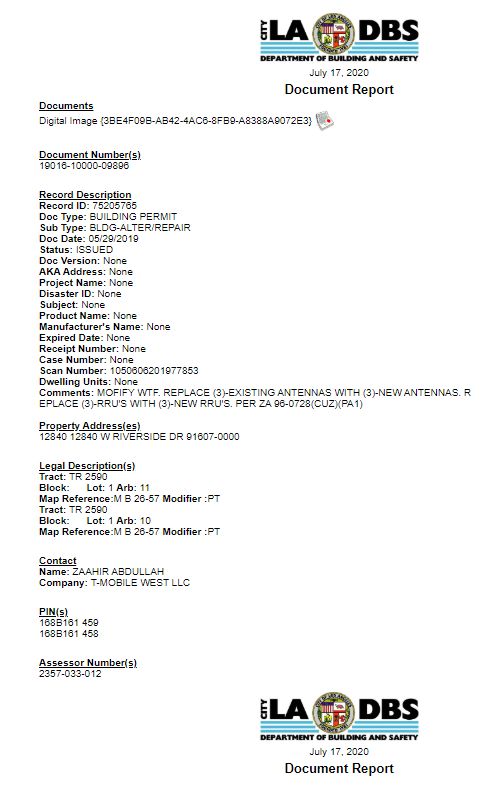 CITY LA DBS
DEPARTMENT OF BUILDING AND SAFETY
July 17, 2020
Document Report
Documents
Digital Image {3BE4F09B-AB42-4AC6-8FB9-A8388A9072E3}
Document Number(s)
19016-10000-09896
Record Description
Record ID: 75205765
Doc Type: BUILDING PERMIT
Sub Type: BLDG-ALTER/REPAIR
Doc Date: 05/29/2019
Status: ISSUED
Doc Version: None
AKA Address: None
Project Name: None
Disaster ID: None
Subject: None
Product Name: None
Manufacturer's Name: None
Expired Date: None
Receipt Number: None
Case Number: None
Scan Number: 1050606201977853
Dwelling Units: None
Comments: MOFIFY WTF. REPLACE (3)-EXISTING ANTENNAS WITH (3)-NEW ANTENNAS. R
EPLACE (3)-RRU'S WITH (3)-NEW RRU'S. PER ZA 96-0728(CUZ)(PA1)
Property Address(es)
12840 12840 W RIVERSIDE DR 91607-0000
Legal Description(s)
Tract: TR 2590
Block: Lot: 1 Arb: 11
Map Reference:M B 26-57 Modifier :PT
Tract: TR 2590
Block: Lot: 1 Arb: 10
Map Reference:M B 26-57 Modifier :PT
Contact
Name: ZAAHIR ABDULLAH
Company: T-MOBILE WEST LLC
PIN(s)
168B161 459
168B161 458
Assessor Number(s)
2357-033-012
CITY LA DBS
DEPARTMENT OF BUILDING AND SAFETY
July 17, 2020
Document Report